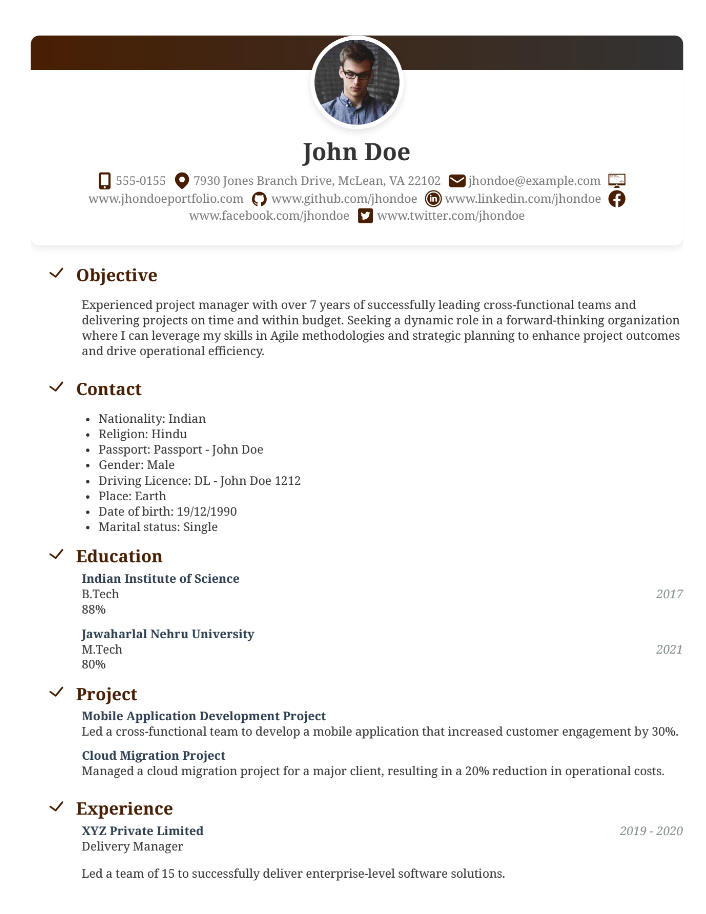 John Doe
555-0155 7930 Jones Branch Drive, McLean, VA 22102 jhondoe@example.com
www.jhondoeportfolio.com www.github.com/jhondoe www.linkedin.com/jhondoe
www.facebook.com/jhondoe www.twitter.com/jhondoe
Objective
Experienced project manager with over 7 years of successfully leading cross-functional teams and
delivering projects on time and within budget. Seeking a dynamic role in a forward-thinking organization
where I can leverage my skills in Agile methodologies and strategic planning to enhance project outcomes
and drive operational efficiency.
Contact
• Nationality: Indian
• Religion: Hindu
• Passport: Passport - John Doe
• Gender: Male
• Driving Licence: DL - John Doe 1212
• Place: Earth
• Date of birth: 19/12/1990
• Marital status: Single
Education
Indian Institute of Science
B.Tech 2017
88%
Jawaharlal Nehru University
M.Tech 2021
80%
Project
Mobile Application Development Project
Led a cross-functional team to develop a mobile application that increased customer engagement by 30%.
Cloud Migration Project
Managed a cloud migration project for a major client, resulting in a 20% reduction in operational costs.
Experience
XYZ Private Limited 2019 - 2020
Delivery Manager
Led a team of 15 to successfully deliver enterprise-level software solutions.